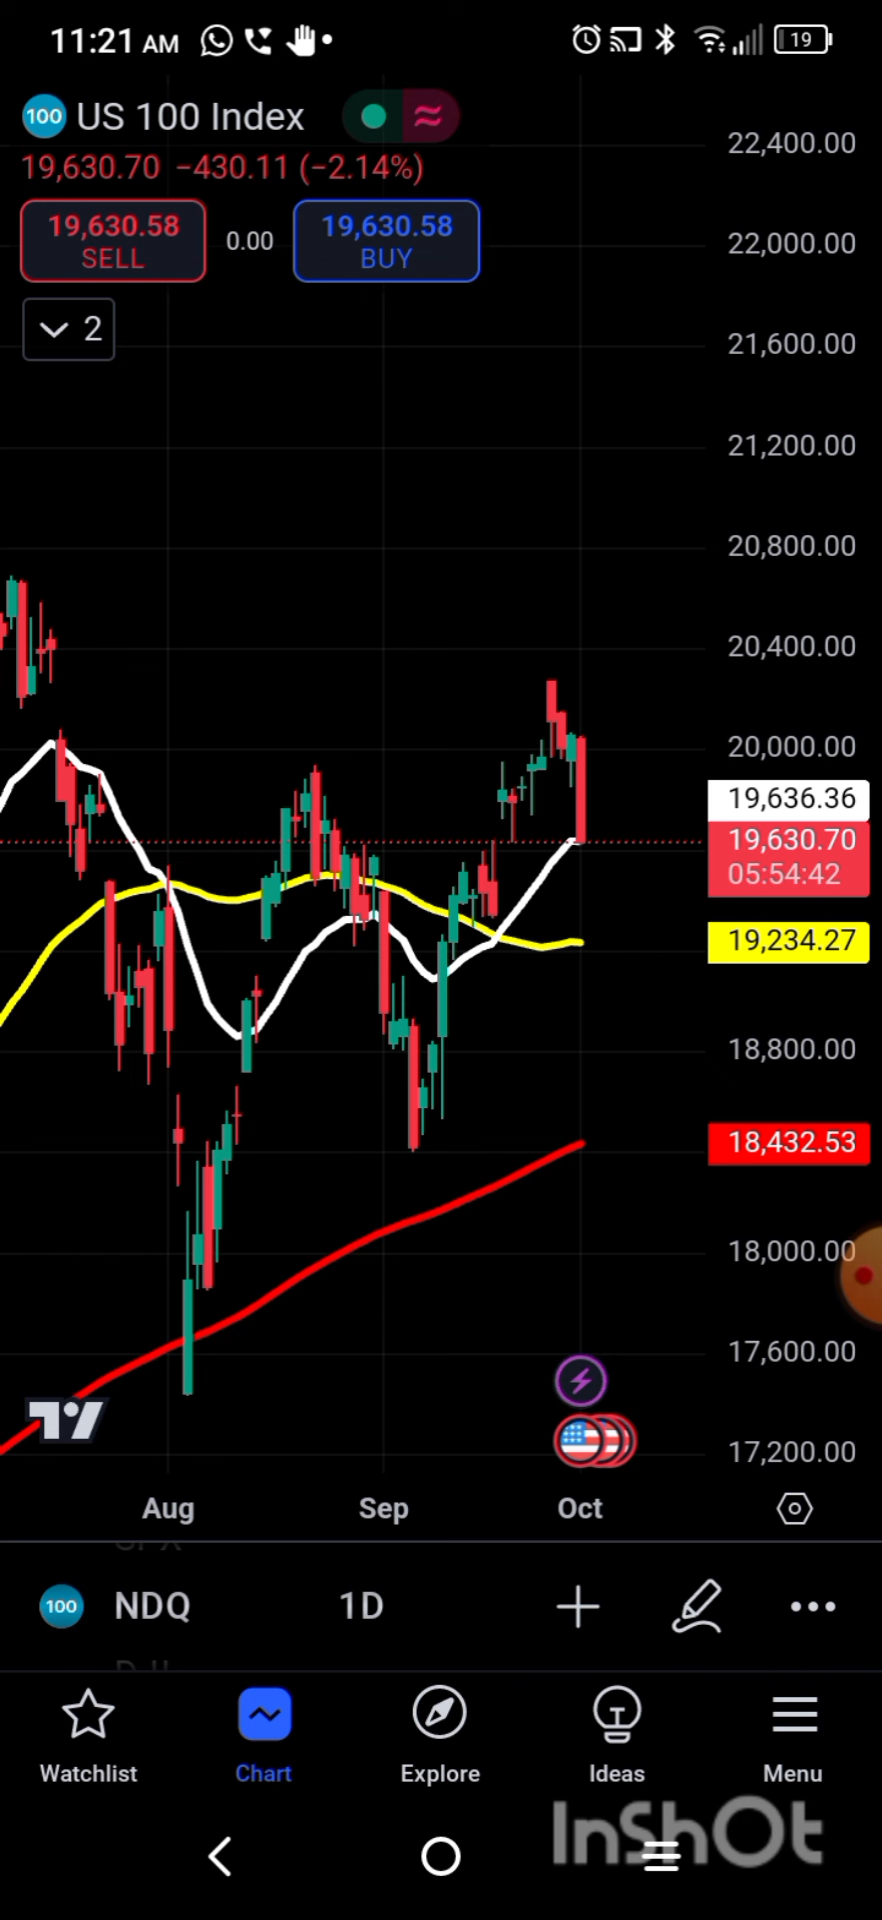 11:21 AM
19
100 US 100 Index
19,630.70 −430.11 (−2.14%)
19,630.58
SELL
0.00
19,630.58
BUY
2
22,400.00
22,000.00
21,600.00
21,200.00
20,800.00
20,400.00
20,000.00
19,636.36
19,630.70
05:54:42
19,234.27
18,800.00
18,432.53
18,000.00
17,600.00
17,200.00
Aug Sep Oct
100 NDQ 1D
Watchlist Chart Explore Ideas Menu
InShOt